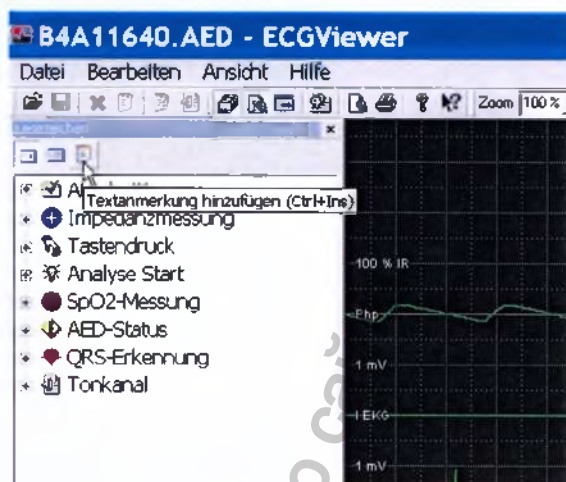 B4A11640.AED - ECGViewer
Datei Bearbeiten Ansicht Hilfe
Zoom 100 %
Textanmerkung hinzufügen (Ctrl+Ins)
Impedanzmessung
Tastendruck
Analyse Start
SpO2-Messung
AED-Status
QRS-Erkennung
Tonkanal
100 % IR
Php
1 mV
I EKG
1 mV